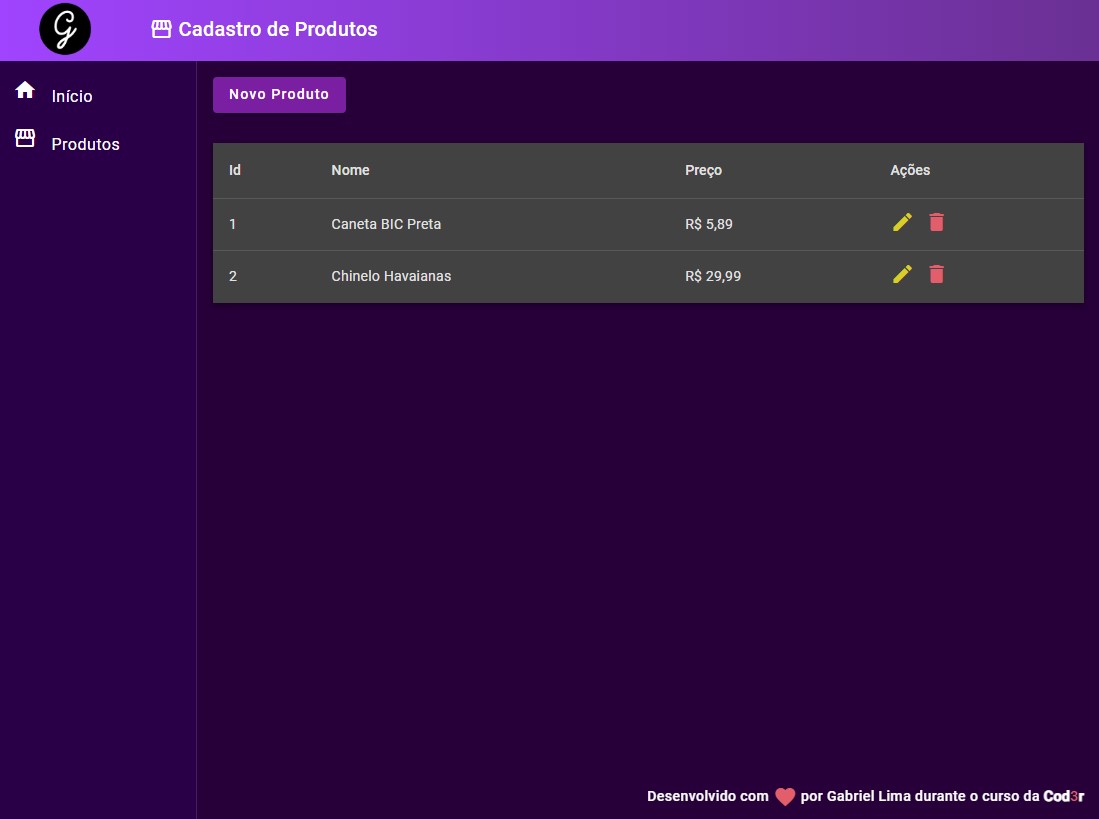 G
Cadastro de Produtos
Início
Produtos
Novo Produto
Id Nome Preço Ações
1 Caneta BIC Preta R$ 5,89
2 Chinelo Havaianas R$ 29,99
Desenvolvido com por Gabriel Lima durante o curso da Cod3r